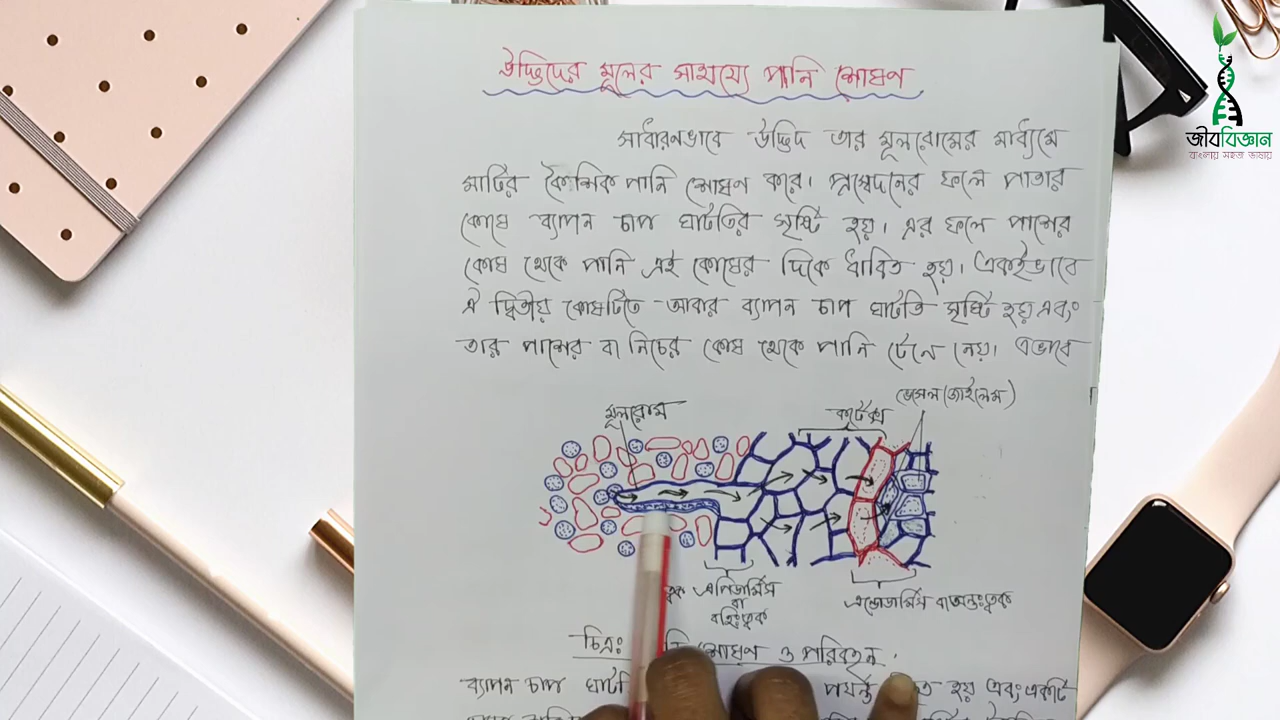 জীববিজ্ঞান
বাংলায় সহজ ভাষায়
উদ্ভিদের মূলের সাহায্যে পানি শোষণ
সাধারণভাবে উদ্ভিদ তার মূলরোমের মাধ্যমে
মাটির কৈশিক পানি শোষণ করে। প্রস্বেদনের ফলে পাতার
কোষে ব্যাপন চাপ ঘাটতির সৃষ্টি হয়। এর ফলে পাশের
কোষ থেকে পানি এই কোষের দিকে ধাবিত হয়। একইভাবে
ঐ দ্বিতীয় কোষটিতে আবার ব্যাপন চাপ ঘাটতি সৃষ্টি হয় এবং
তার পাশের বা নিচের কোষ থেকে পানি টেনে নেয়। এভাবে
ভেসেল (জাইলেম)
মূলরোম
কর্টেক্স
ত্বক এপিডার্মিস
বা
বহিঃত্বক
এন্ডোডার্মিস বা অন্তঃত্বক
চিত্রঃ শোষণ ও পরিবহন
ব্যাপন চাপ ঘাটতি পর্যন্ত হয় এবং একটি